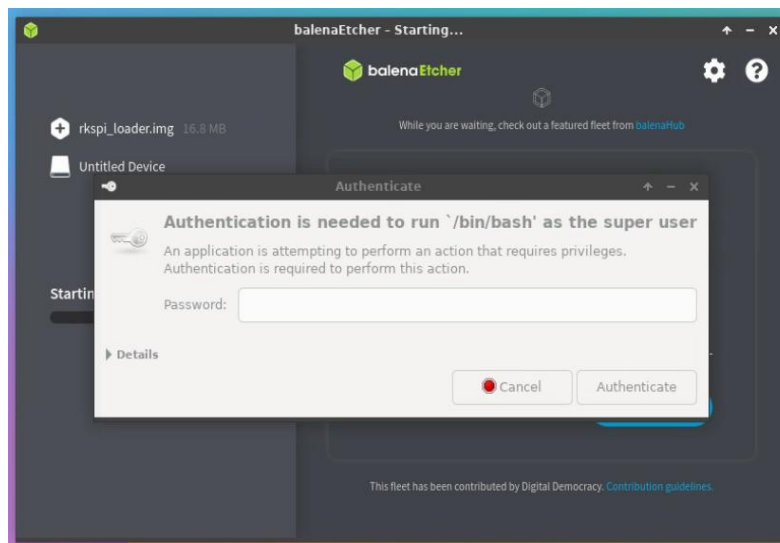 balenaEtcher - Starting...
balenaEtcher
While you are waiting, check out a featured fleet from balenaHub
rkspi_loader.img 16.8 MB
Untitled Device
Authenticate
Authentication is needed to run `/bin/bash' as the super user
An application is attempting to perform an action that requires privileges.
Authentication is required to perform this action.
Startin
Password:
Details
Cancel
Authenticate
This fleet has been contributed by Digital Democracy. Contribution guidelines.